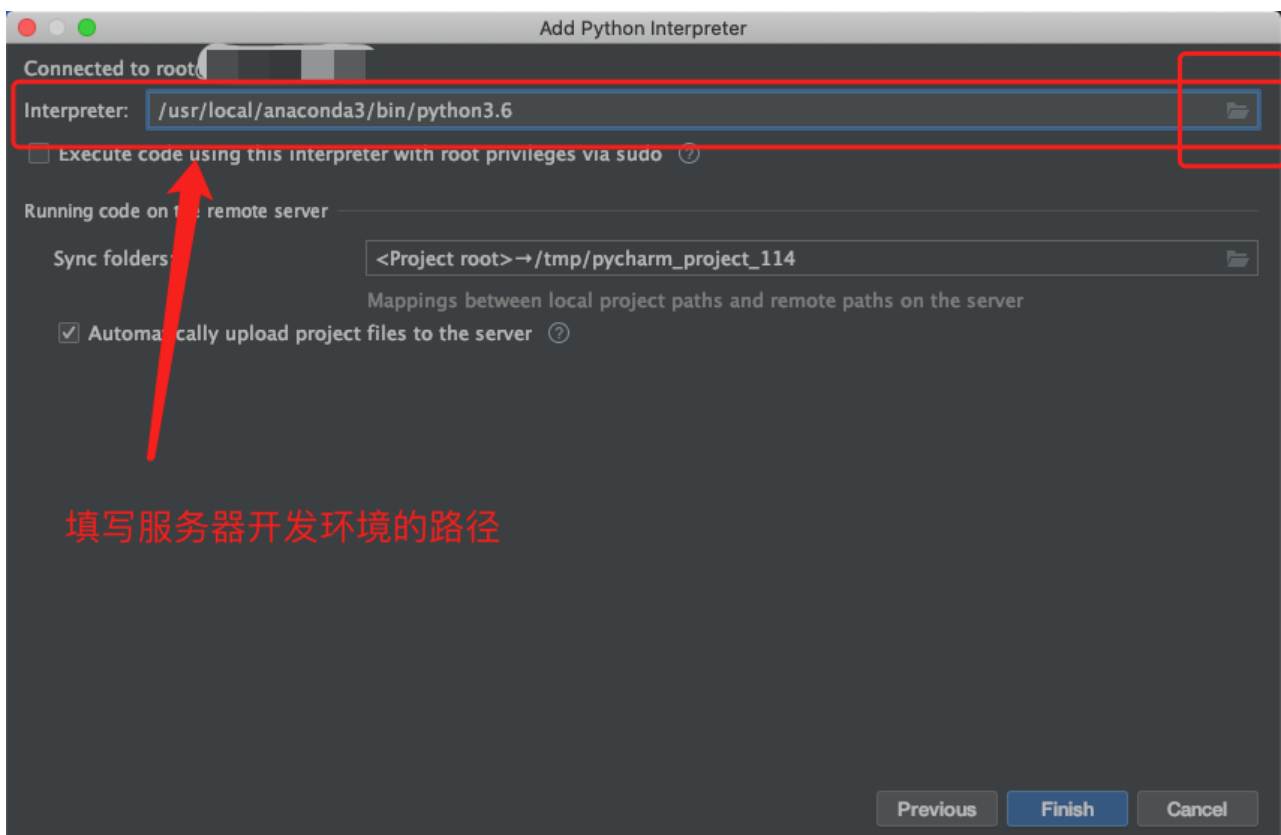 Add Python Interpreter
Connected to root
Interpreter: /usr/local/anaconda3/bin/python3.6
Execute code using this interpreter with root privileges via sudo ?
Running code on the remote server
Sync folders: <Project root>→/tmp/pycharm_project_114
Mappings between local project paths and remote paths on the server
Automatically upload project files to the server ?
填写服务器开发环境的路径
Previous Finish Cancel